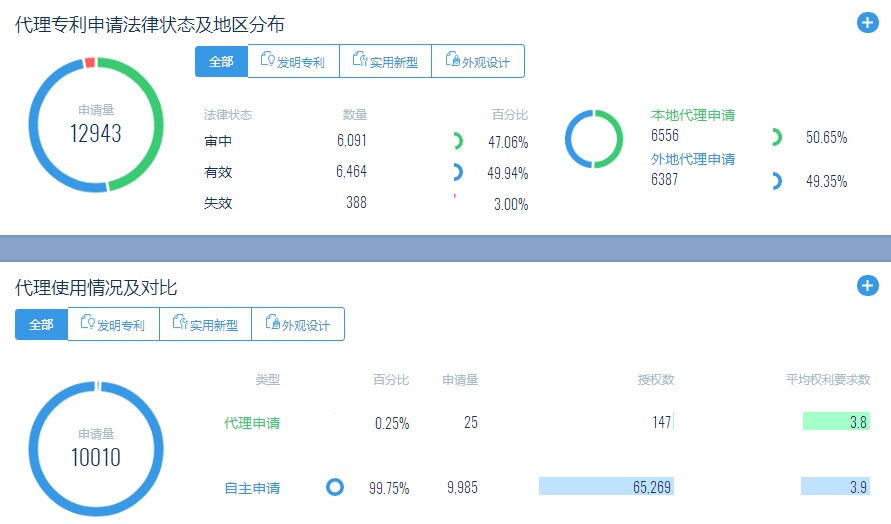 代理专利申请法律状态及地区分布
全部 发明专利 实用新型 外观设计
申请量
12943
法律状态 数量 百分比
审中 6,091 47.06%
有效 6,464 49.94%
失效 388 3.00%
本地代理申请
6556 50.65%
外地代理申请
6387 49.35%
代理使用情况及对比
全部 发明专利 实用新型 外观设计
申请量
10010
类型 百分比 申请量 授权数 平均权利要求数
代理申请 0.25% 25 147 3.8
自主申请 99.75% 9,985 65,269 3.9